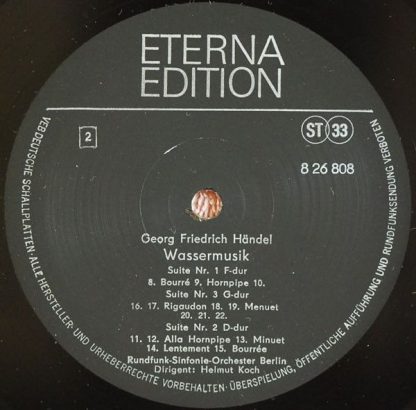 ETERNA
EDITION
2
ST 33
8 26 808
Georg Friedrich Händel
Wassermusik
Suite Nr. 1 F-dur
8. Bourré 9. Hornpipe 10.
Suite Nr. 3 G-dur
16. 17. Rigaudon 18. 19. Menuet
20. 21. 22.
Suite Nr. 2 D-dur
11. 12. Alla Hornpipe 13. Minuet
14. Lentement 15. Bourrée
Rundfunk-Sinfonie-Orchester Berlin
Dirigent: Helmut Koch
VEB DEUTSCHE SCHALLPLATTEN · ALLE HERSTELLER- UND URHEBERRECHTE VORBEHALTEN · ÜBERSPIELUNG, ÖFFENTLICHE AUFFÜHRUNG UND RUNDFUNKSENDUNG VERBOTEN